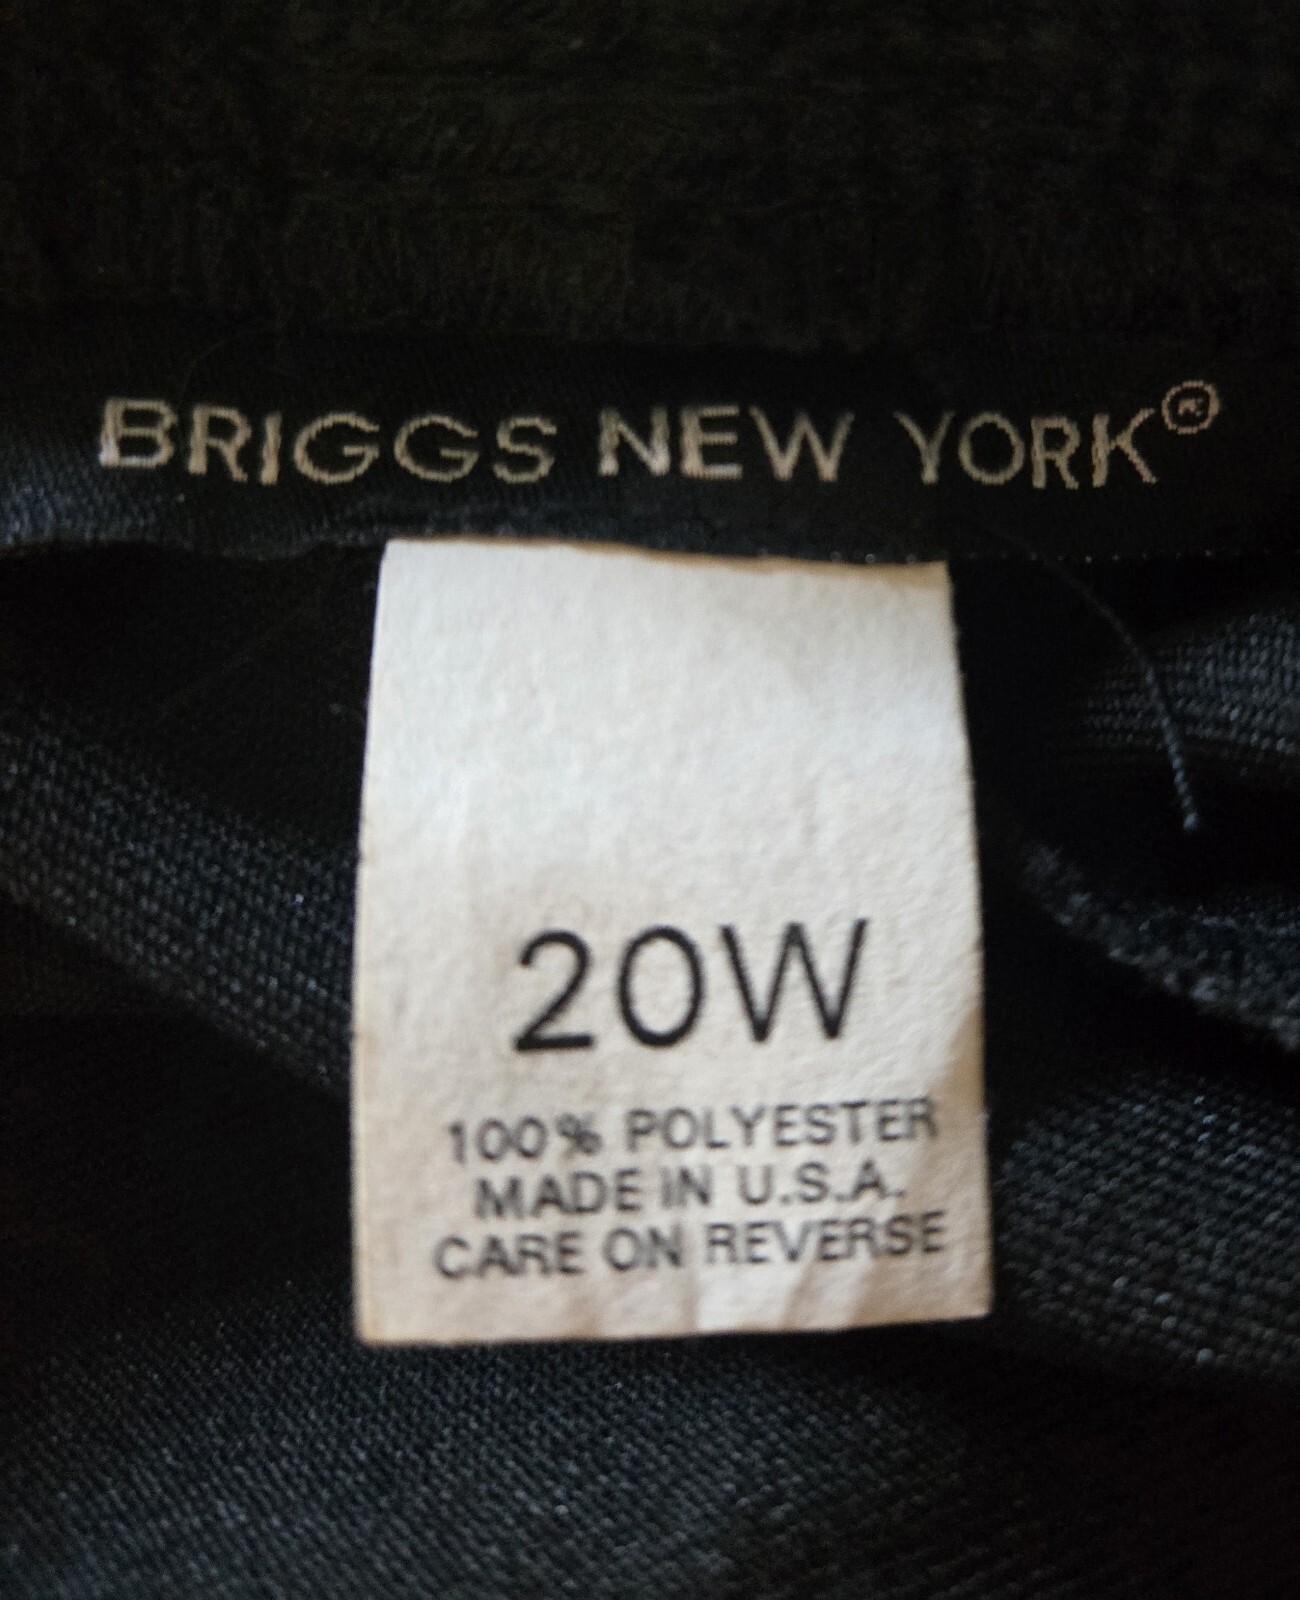 BRIGGS NEW YORK®
20W
100% POLYESTER
MADE IN U.S.A.
CARE ON REVERSE